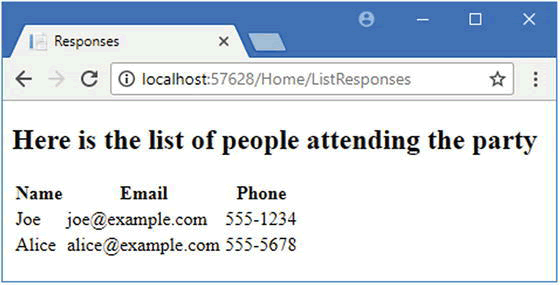 Responses
localhost:57628/Home/ListResponses
Here is the list of people attending the party
Name Email Phone
Joe joe@example.com 555-1234
Alice alice@example.com 555-5678